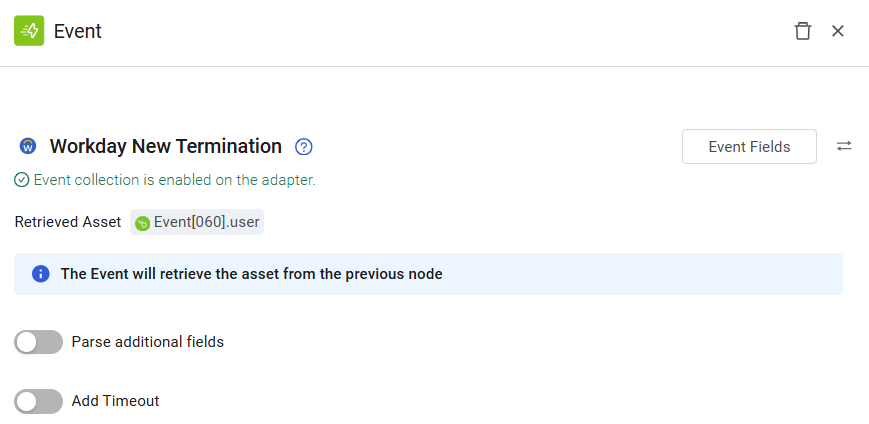 Event
Workday New Termination
Event Fields
Event collection is enabled on the adapter.
Retrieved Asset Event[060].user
The Event will retrieve the asset from the previous node
Parse additional fields
Add Timeout